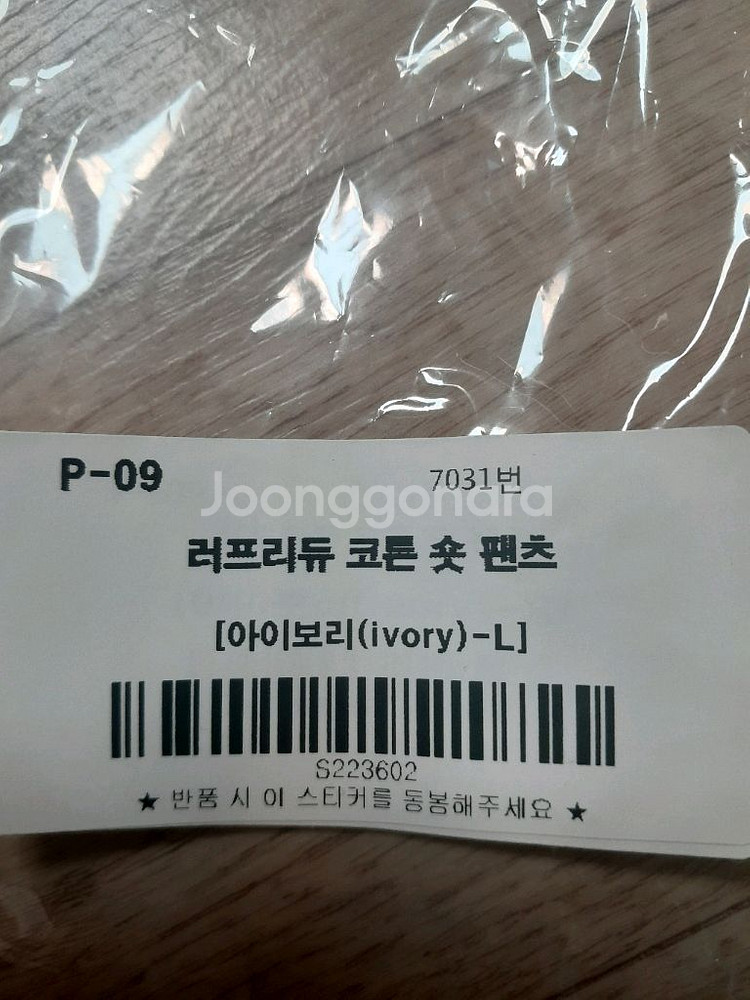 P-09 7031번
Joonggonara
러프리듀 코튼 숏 팬츠
[아이보리(ivory)-L]
S223602
★ 반품 시 이 스티커를 동봉해주세요 ★